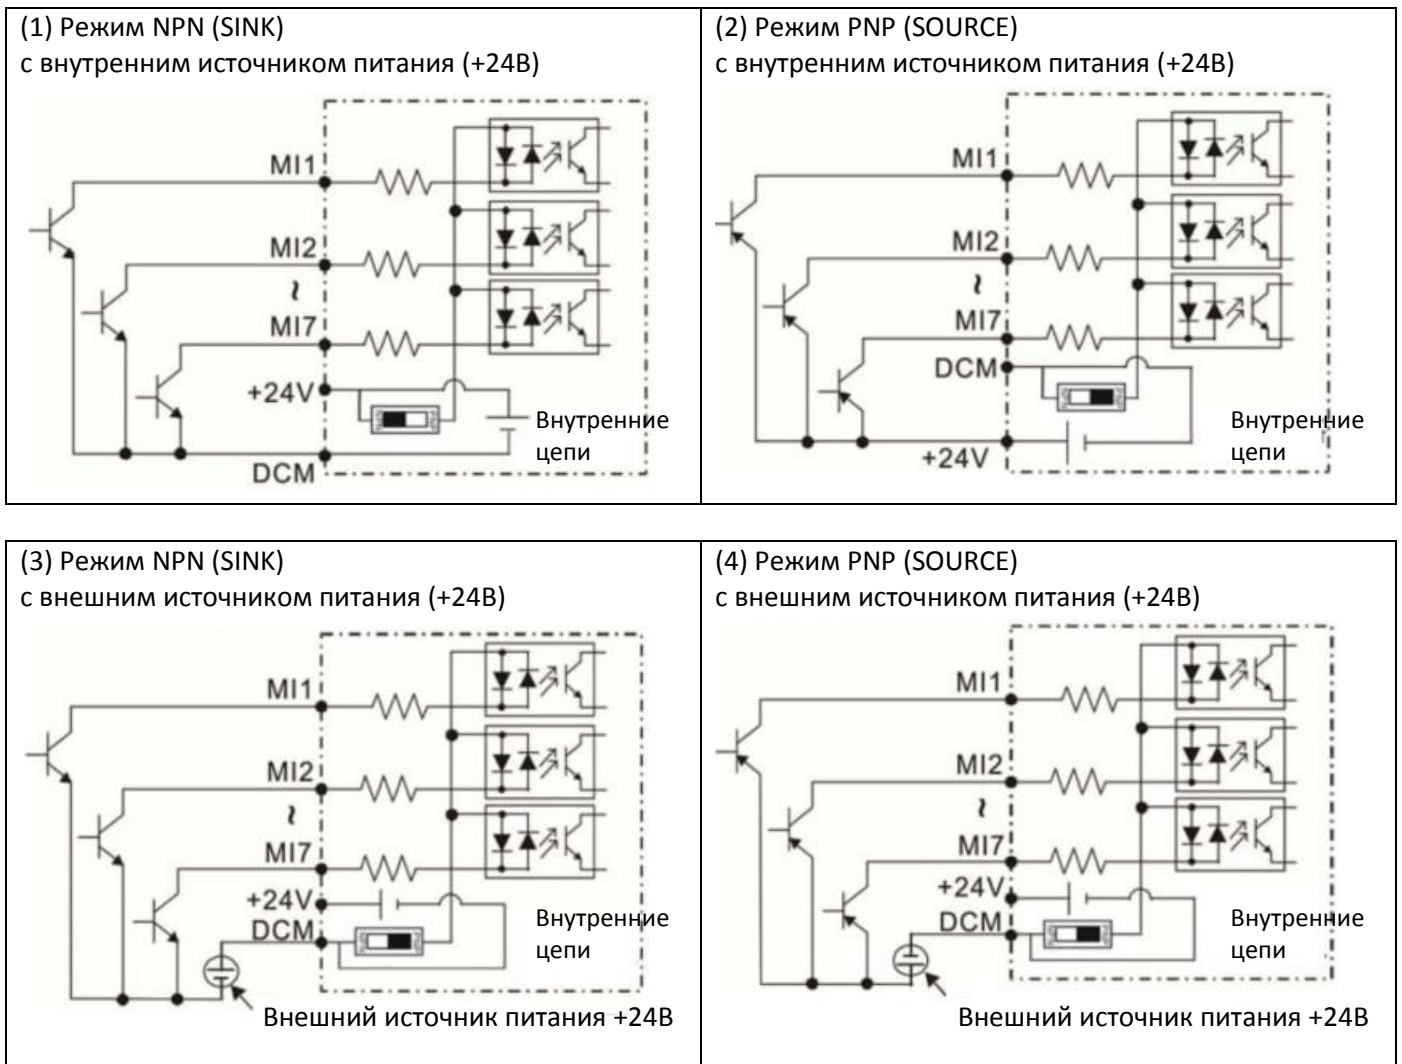 (1) Режим NPN (SINK)
с внутренним источником питания (+24В)
MI1
MI2
~
MI7
+24V
DCM
Внутренние
цепи
(2) Режим PNP (SOURCE)
с внутренним источником питания (+24В)
MI1
MI2
~
MI7
DCM
+24V
Внутренние
цепи
(3) Режим NPN (SINK)
с внешним источником питания (+24В)
MI1
MI2
~
MI7
+24V
DCM
Внутренние
цепи
Внешний источник питания +24В
(4) Режим PNP (SOURCE)
с внешним источником питания (+24В)
MI1
MI2
~
MI7
+24V
DCM
Внутренние
цепи
Внешний источник питания +24В